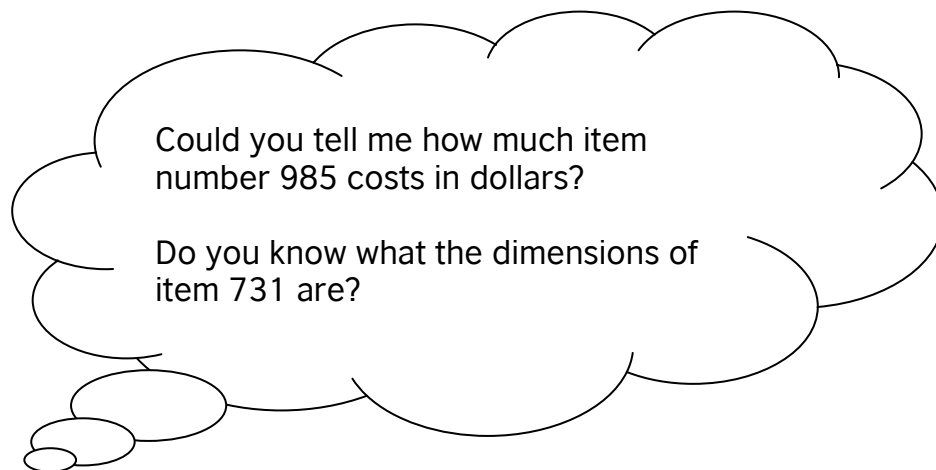 Could you tell me how much item
number 985 costs in dollars?
Do you know what the dimensions of
item 731 are?